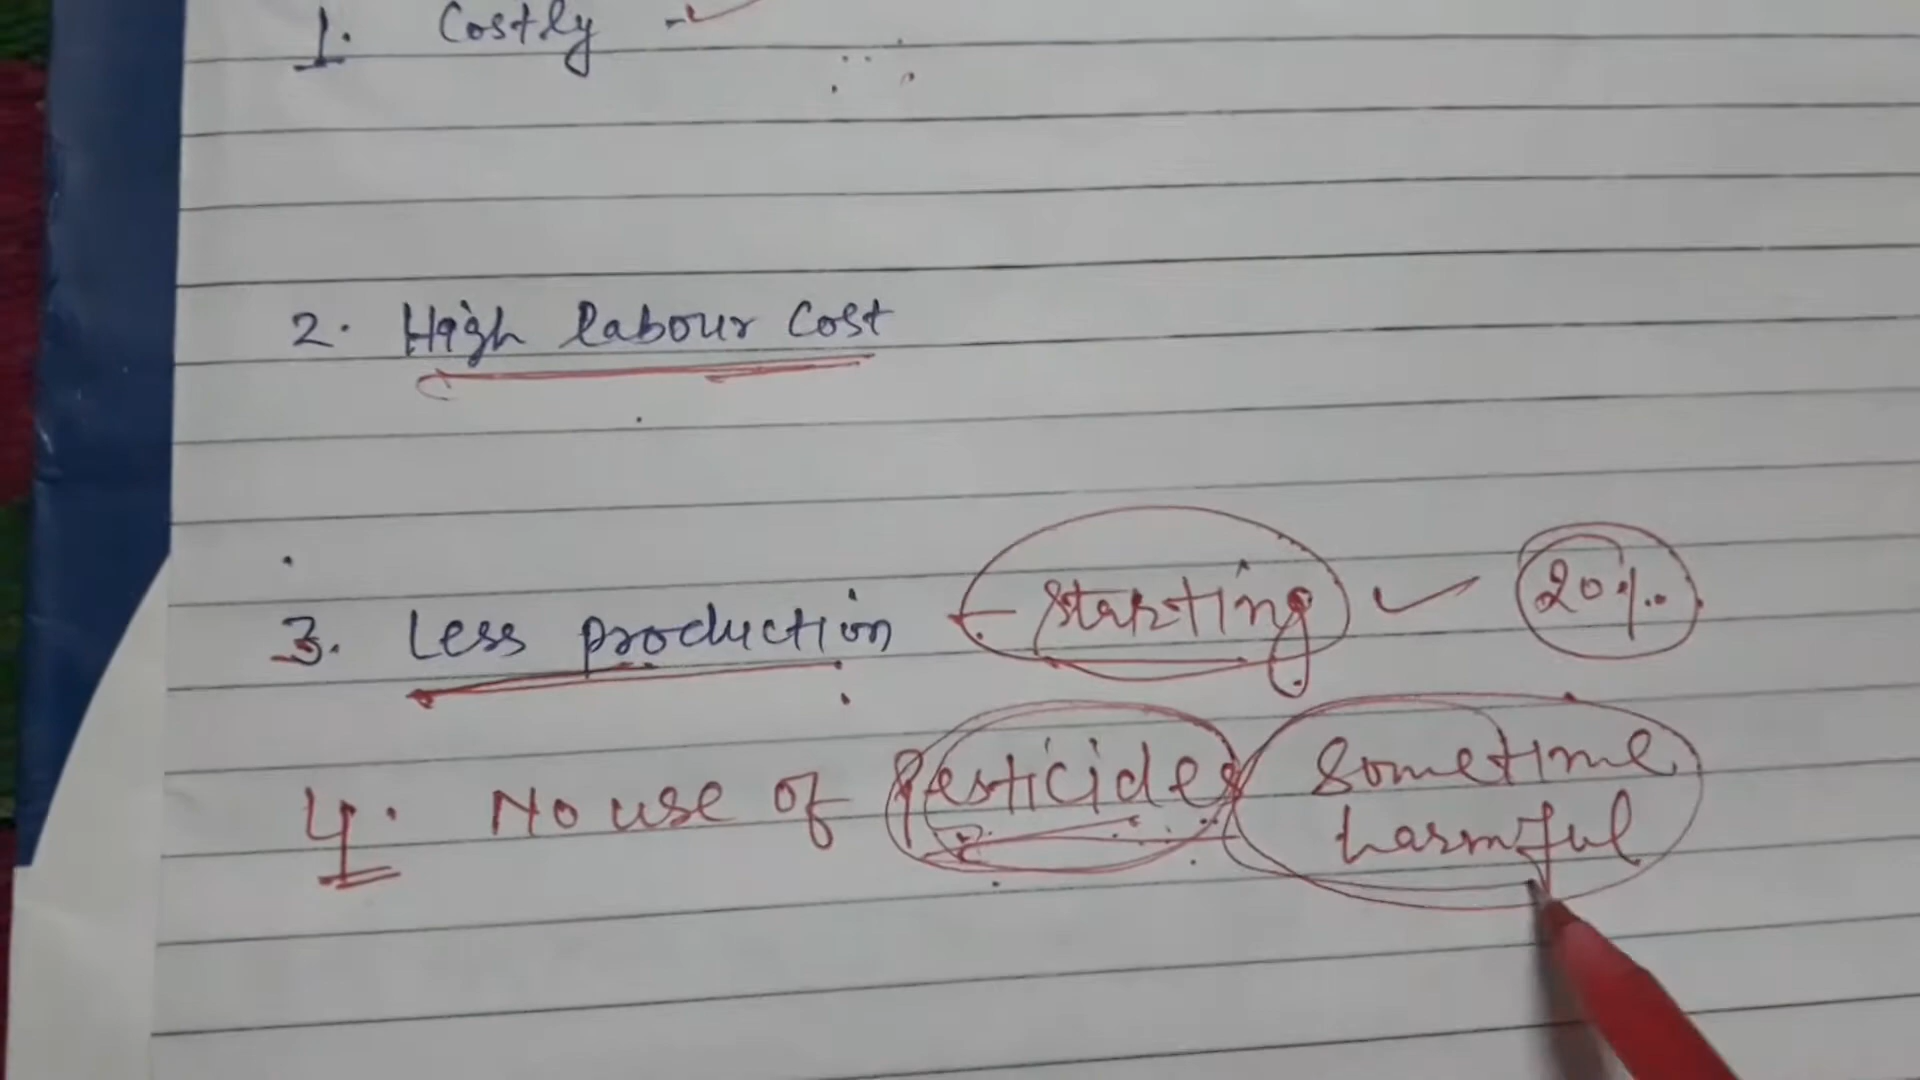 1. Costly -
2. High labour Cost
3. Less production - starting 20%.
4. No use of Pesticides sometime
harmful